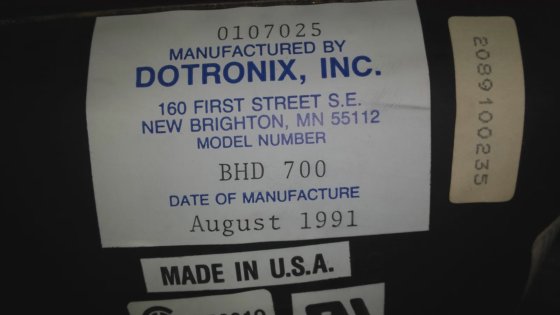 0107025
MANUFACTURED BY
DOTRONIX, INC.
160 FIRST STREET S.E.
NEW BRIGHTON, MN 55112
MODEL NUMBER
BHD 700
DATE OF MANUFACTURE
August 1991
2089100235
MADE IN U.S.A.